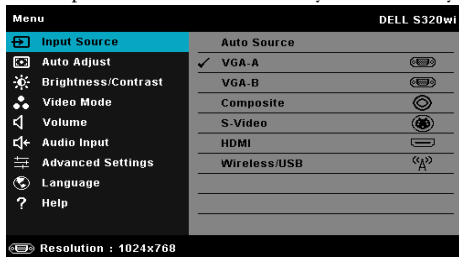 Menu DELL S320wi
Input Source
Auto Adjust
Brightness/Contrast
Video Mode
Volume
Audio Input
Advanced Settings
Language
? Help
Auto Source
✓ VGA-A
VGA-B
Composite
S-Video
HDMI
Wireless/USB
Resolution : 1024x768